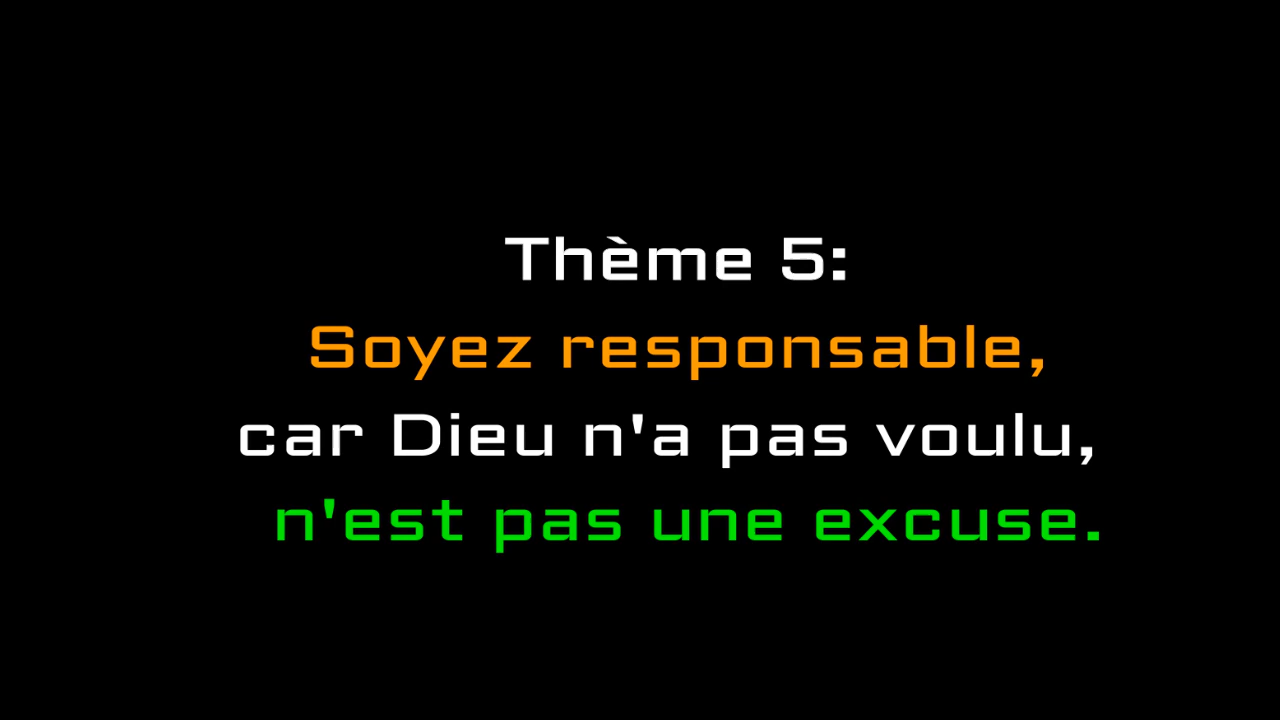 Thème 5:
Soyez responsable,
car Dieu n'a pas voulu,
n'est pas une excuse.